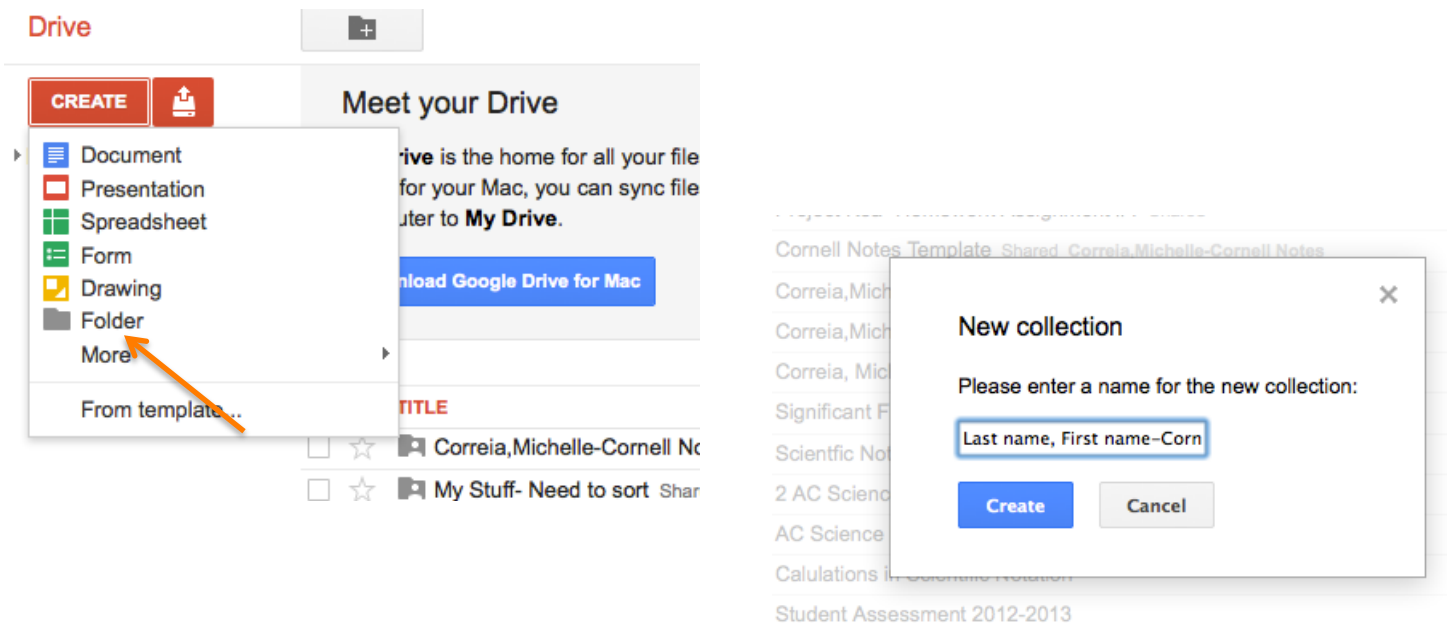 Drive
CREATE
Document
Presentation
Spreadsheet
Form
Drawing
Folder
More
From template...
Meet your Drive
rive is the home for all your file
for your Mac, you can sync file
uter to My Drive.
nload Google Drive for Mac
TITLE
Correia,Michelle-Cornell No
My Stuff- Need to sort Shar
Cornell Notes Template Shared Correia,Michelle-Cornell Notes
Correia,Mich
Correia,Mich
Correia, Mic
Significant F
Scientfic Not
2 AC Scienc
AC Science
Calulations in Scientific Notation
Student Assessment 2012-2013
New collection
Please enter a name for the new collection:
Last name, First name-Corn
Create
Cancel